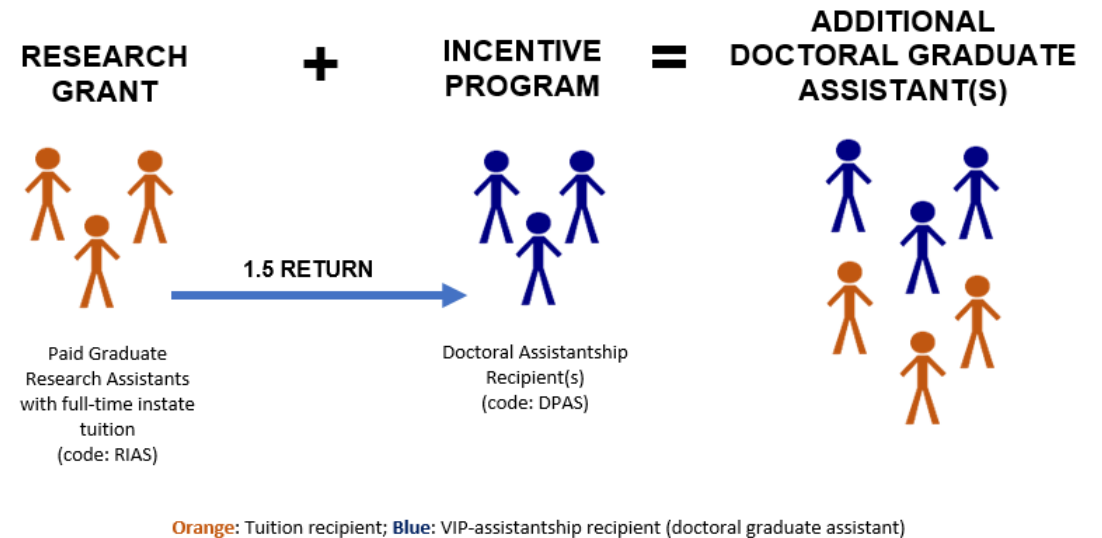 RESEARCH
GRANT
+
INCENTIVE
PROGRAM
=
ADDITIONAL
DOCTORAL GRADUATE
ASSISTANT(S)
1.5 RETURN
Paid Graduate
Research Assistants
with full-time instate
tuition
(code: RIAS)
Doctoral Assistantship
Recipient(s)
(code: DPAS)
Orange: Tuition recipient; Blue: VIP-assistantship recipient (doctoral graduate assistant)